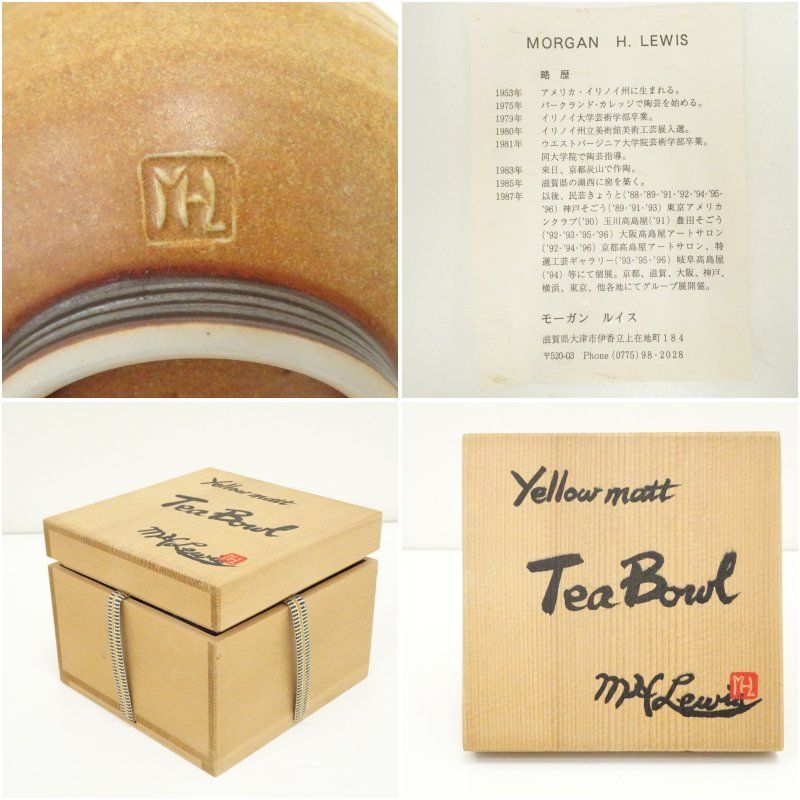 MHL
MORGAN H. LEWIS
略 歴
1953年 アメリカ・イリノイ州に生まれる。
1975年 パークランド・カレッジで陶芸を始める。
1979年 イリノイ大学芸術学部卒業。
1980年 イリノイ州立美術館美術工芸展入選。
1981年 ウエストバージニア大学院芸術学部卒業。
同大学院で陶芸指導。
1983年 来日、京都炭山で作陶。
1985年 滋賀県の湖西に窯を築く。
1987年 以後、民芸きょうと('88・'89・'91・'92・'94・'95・
'96) 神戸そごう('89・'91・'93) 東京アメリカ
ンクラブ('90) 玉川高島屋('91) 豊田そごう
('92・'93・'95・'96) 大阪高島屋アートサロン
('92・'94・'96) 京都高島屋アートサロン、特
選工芸ギャラリー('93・'95・'96) 岐阜高島屋
('94) 等にて個展。京都、滋賀、大阪、神戸、
横浜、東京、他各地にてグループ展開催。
モーガン ルイス
滋賀県大津市伊香立上在地町184
〒520-03 Phone (0775) 98-2028
Yellow matt
Tea Bowl
MH Lewis
MHL
Yellow matt
Tea Bowl
MH Lewis
MHL